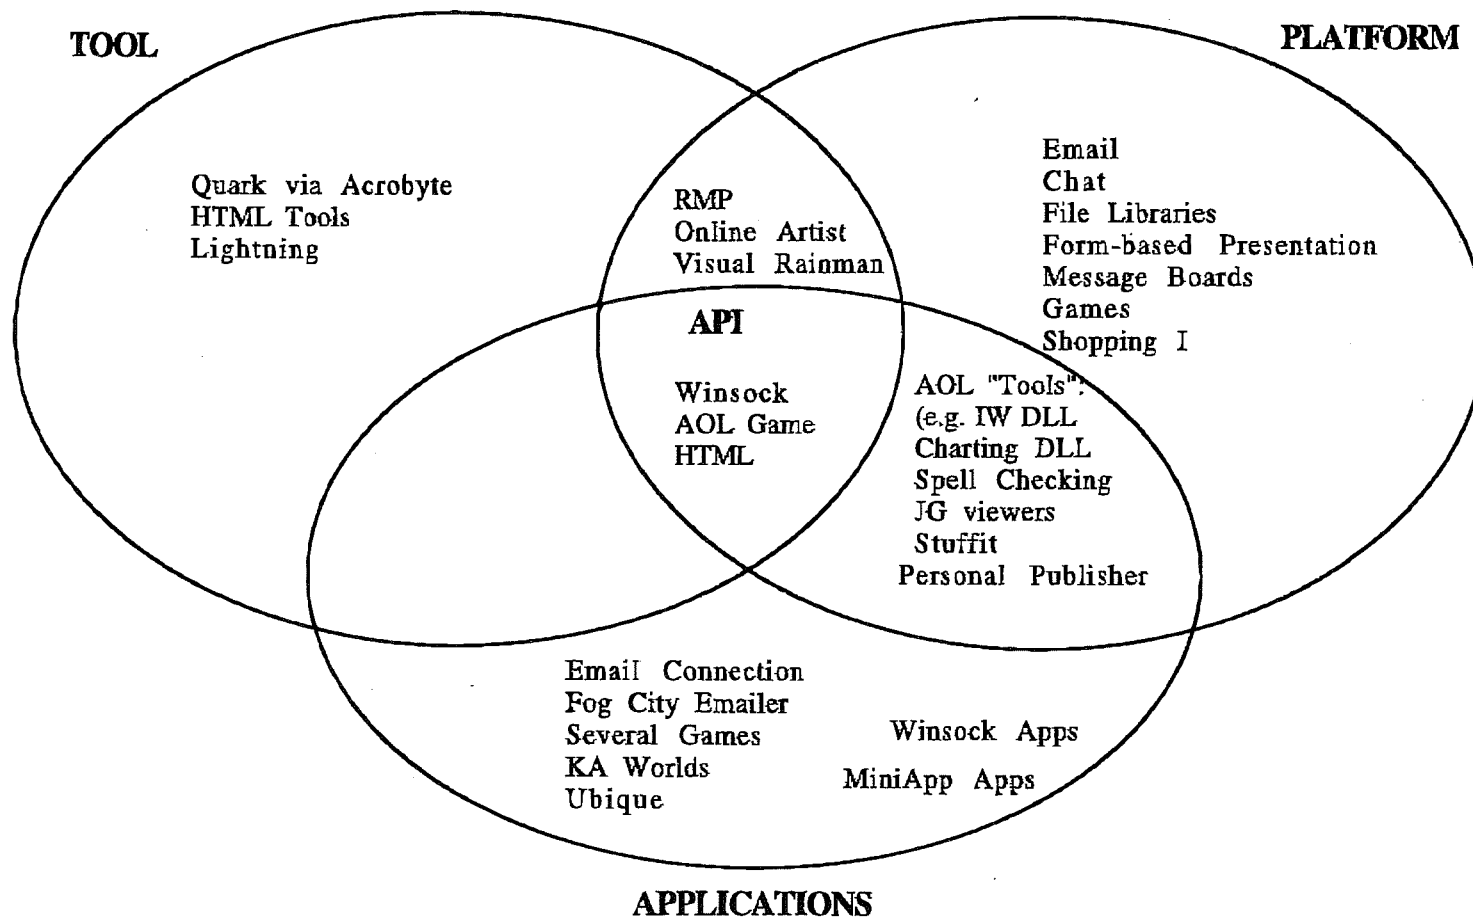 TOOL
PLATFORM
Quark via Acrobyte
HTML Tools
Lightning
RMP
Online Artist
Visual Rainman
Email
Chat
File Libraries
Form-based Presentation
Message Boards
Games
Shopping I
API
Winsock
AOL Game
HTML
AOL "Tools":
(e.g. IW DLL
Charting DLL
Spell Checking
JG viewers
Stuffit
Personal Publisher
Email Connection
Fog City Emailer
Several Games
KA Worlds
Ubique
Winsock Apps
MiniApp Apps
APPLICATIONS